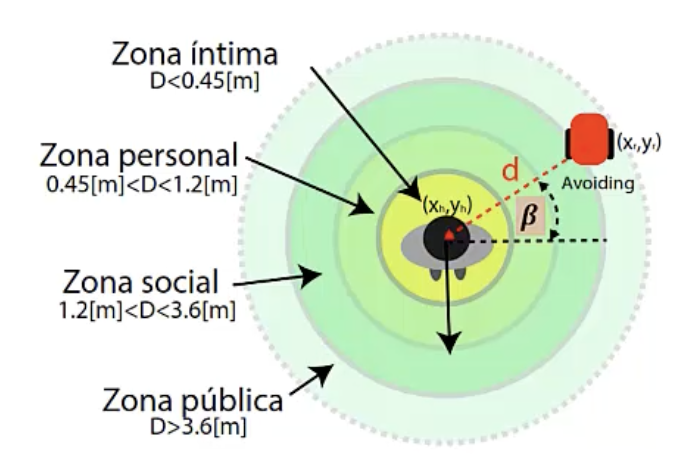 Zona íntima
D<0.45[m]
Zona personal
0.45[m]<D<1.2[m]
Zona social
1.2[m]<D<3.6[m]
Zona pública
D>3.6[m]
(xₕ,yₕ)
d
β
(xᵣ,yᵣ)
Avoiding